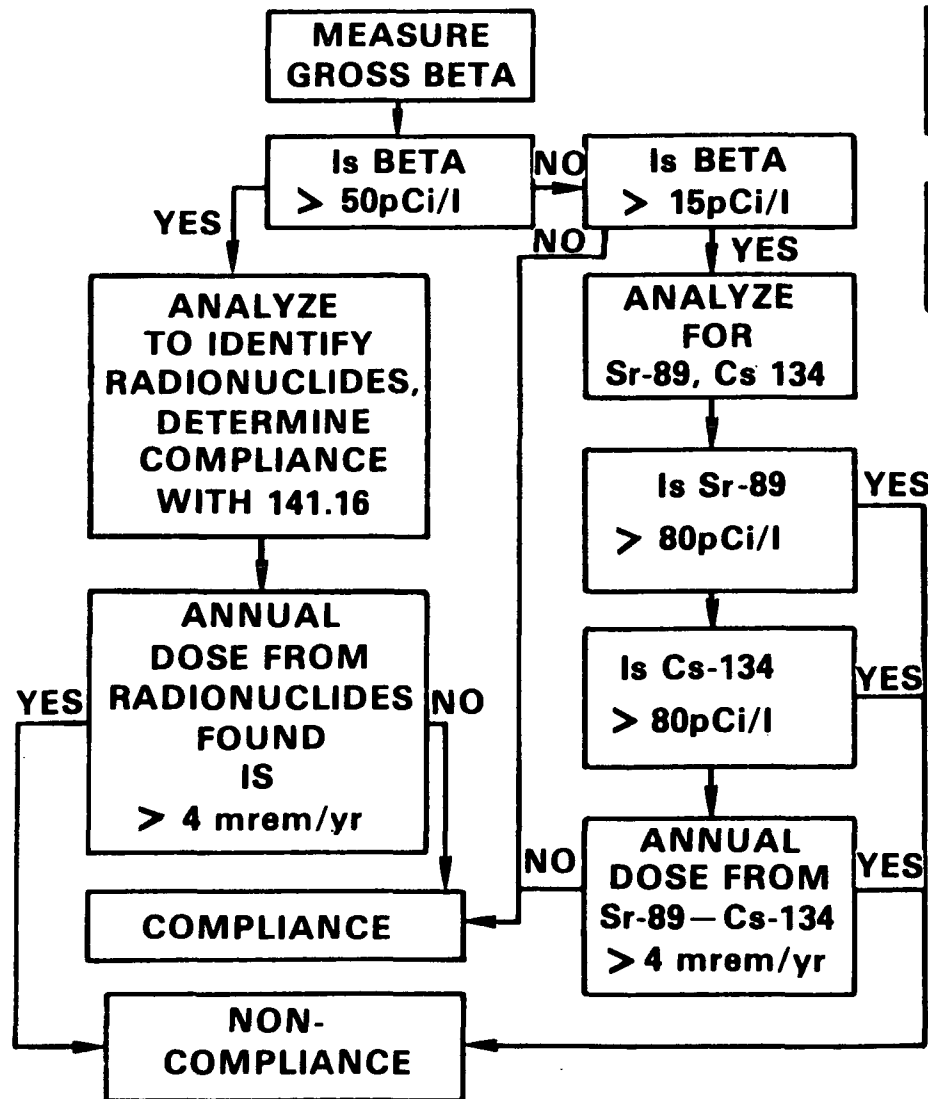 MEASURE
GROSS BETA
Is BETA
> 50pCi/l
NO
Is BETA
> 15pCi/l
YES
NO
YES
ANALYZE
TO IDENTIFY
RADIONUCLIDES,
DETERMINE
COMPLIANCE
WITH 141.16
ANALYZE
FOR
Sr-89, Cs 134
Is Sr-89
> 80pCi/l
YES
ANNUAL
DOSE FROM
RADIONUCLIDES
FOUND
IS
> 4 mrem/yr
YES
NO
Is Cs-134
> 80pCi/l
YES
NO
ANNUAL
DOSE FROM
Sr-89—Cs-134
> 4 mrem/yr
YES
COMPLIANCE
NON-
COMPLIANCE